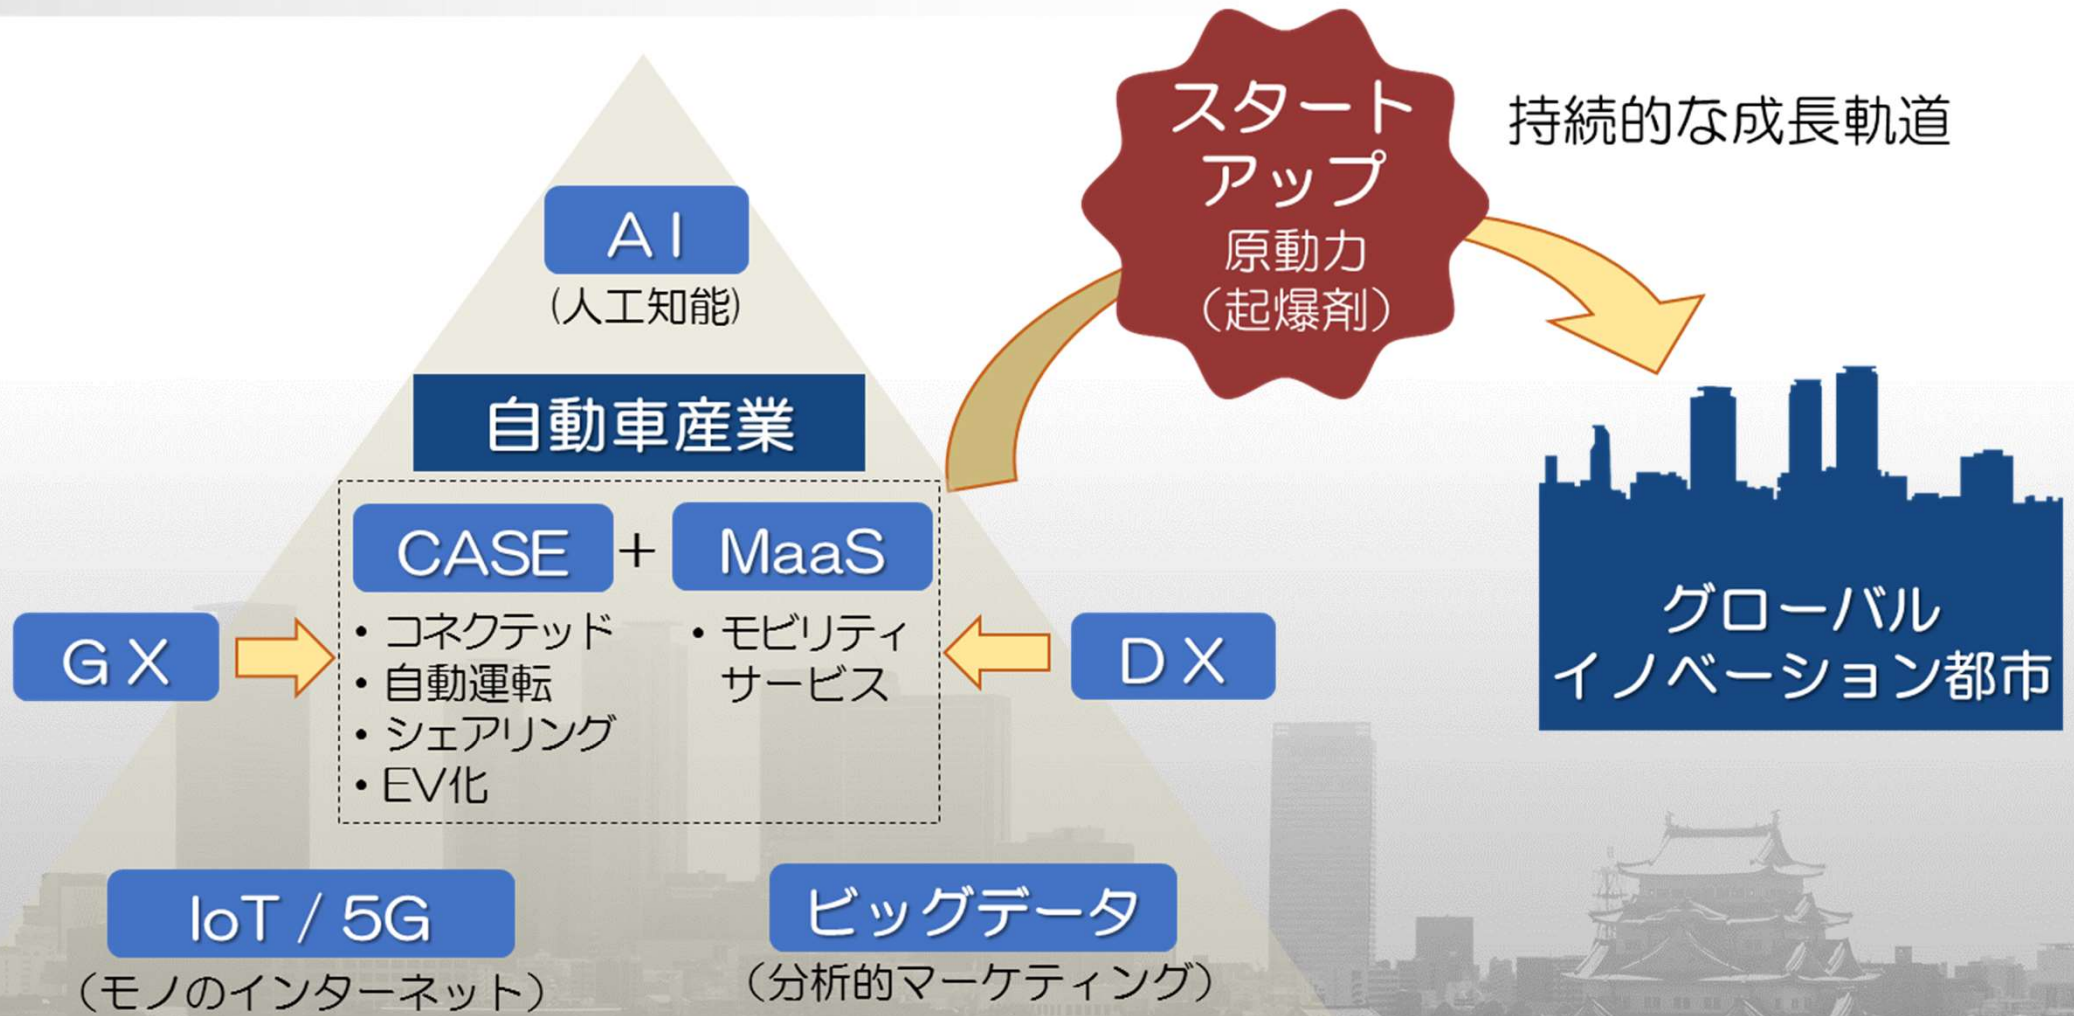 AI
(人工知能)
自動車産業
CASE + MaaS
・コネクテッド
・自動運転
・シェアリング
・EV化
・モビリティ
サービス
GX
DX
IoT / 5G
(モノのインターネット)
ビッグデータ
(分析的マーケティング)
スタート
アップ
原動力
(起爆剤)
持続的な成長軌道
グローバル
イノベーション都市